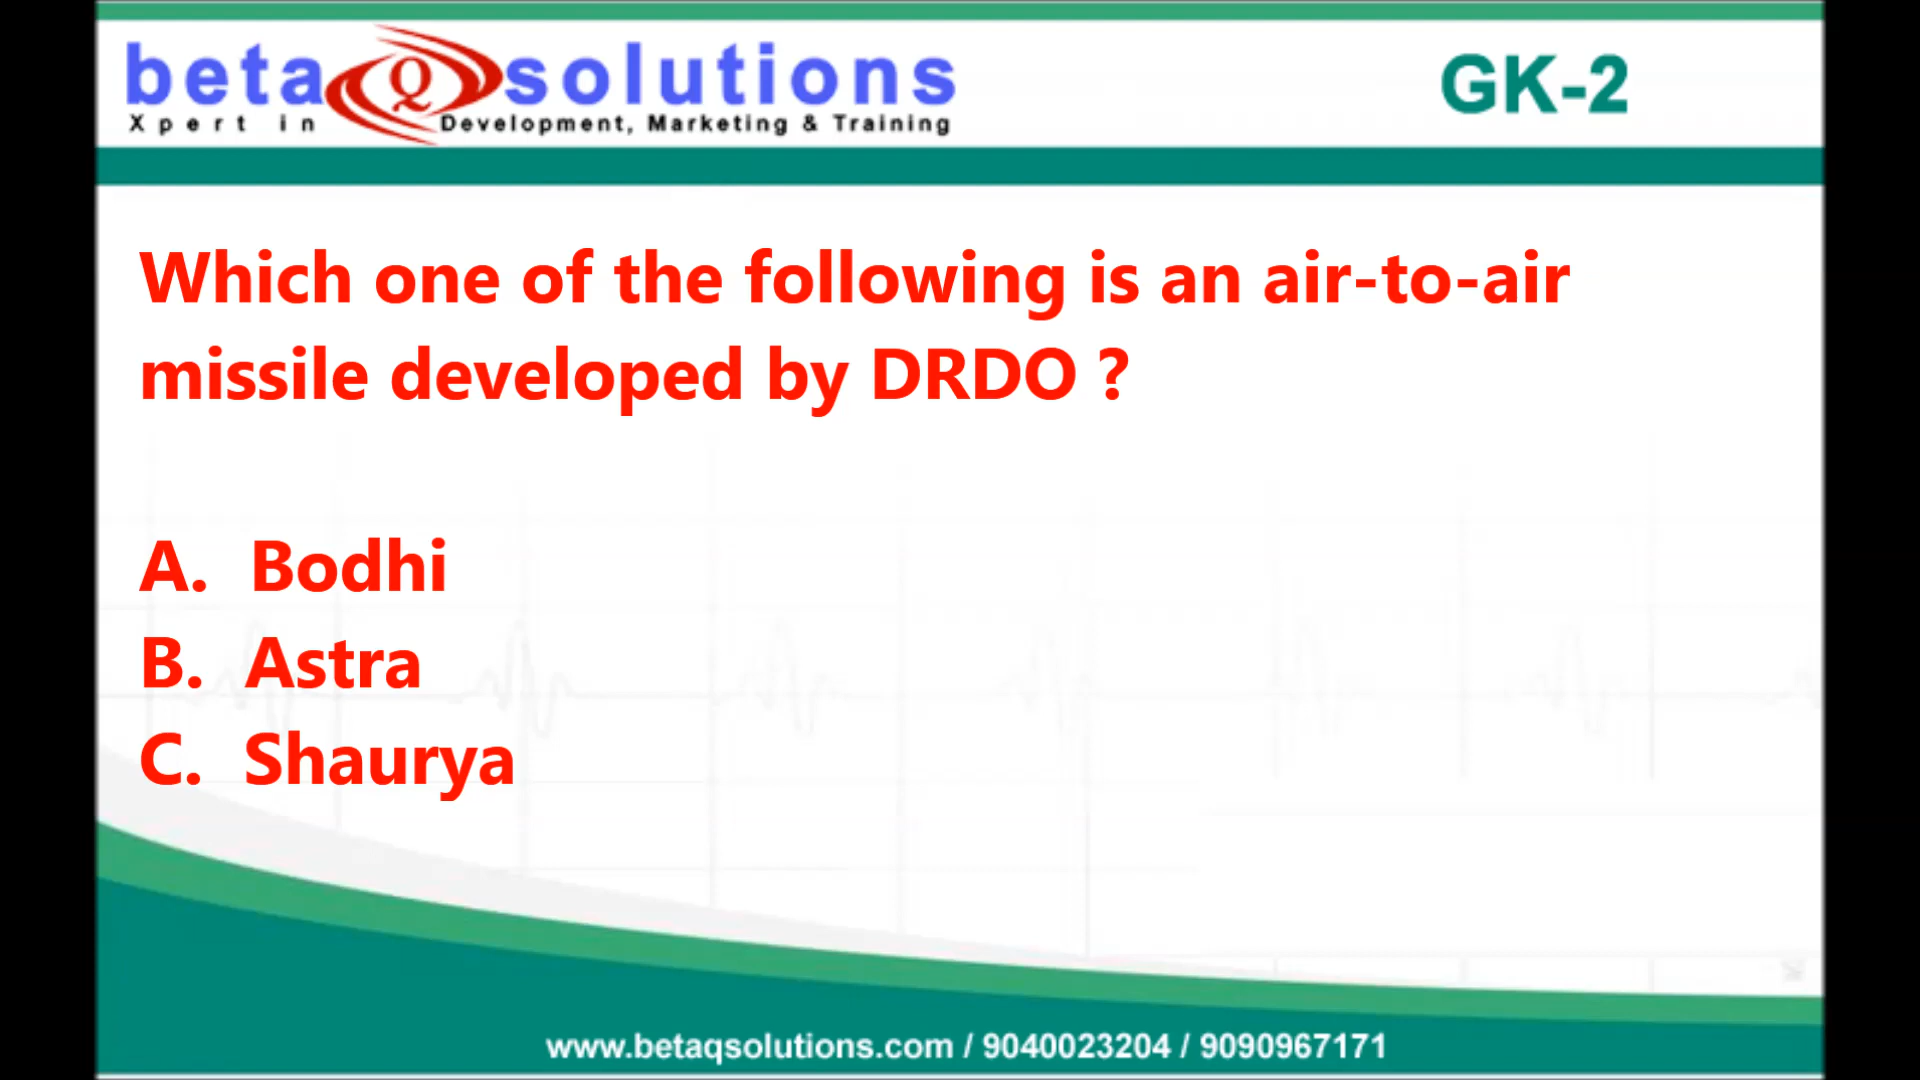 beta Q solutions
Xpert in Development, Marketing & Training
GK-2
Which one of the following is an air-to-air
missile developed by DRDO ?
A. Bodhi
B. Astra
C. Shaurya
www.betaqsolutions.com / 9040023204 / 9090967171